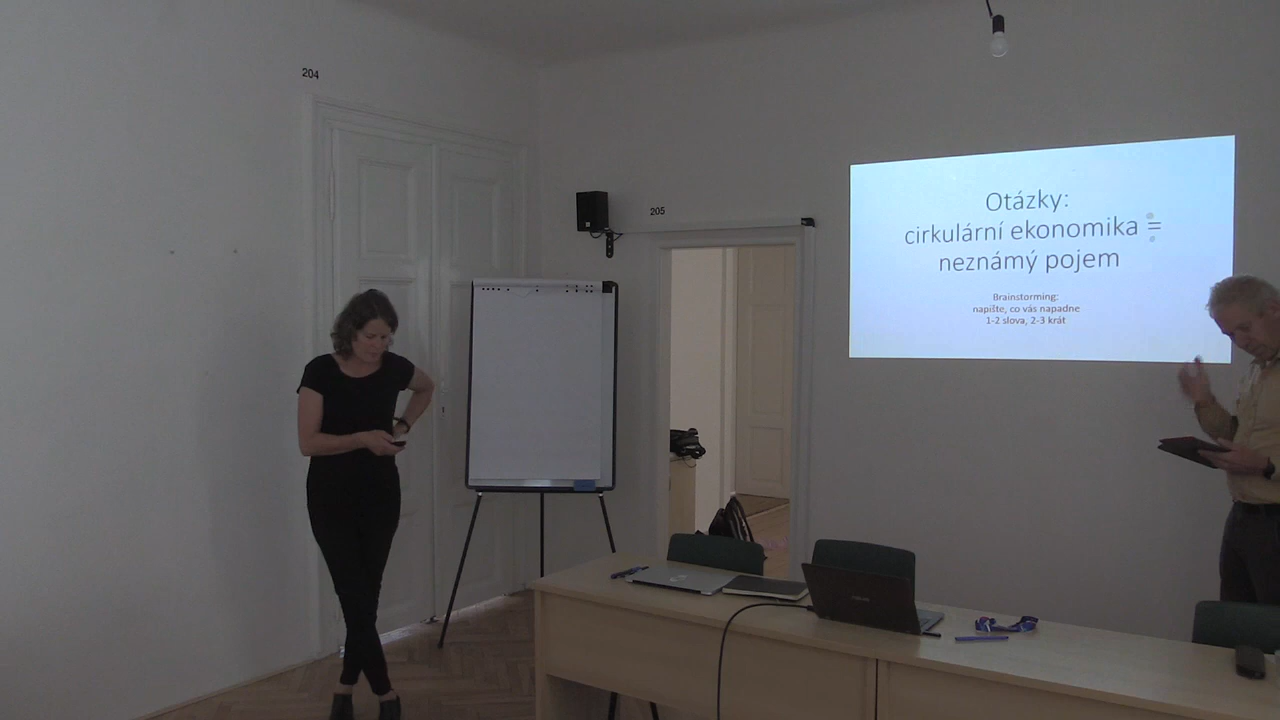 204
205
Otázky:
cirkulární ekonomika =
neznámý pojem
Brainstorming:
napište, co vás napadne
1-2 slova, 2-3 krát